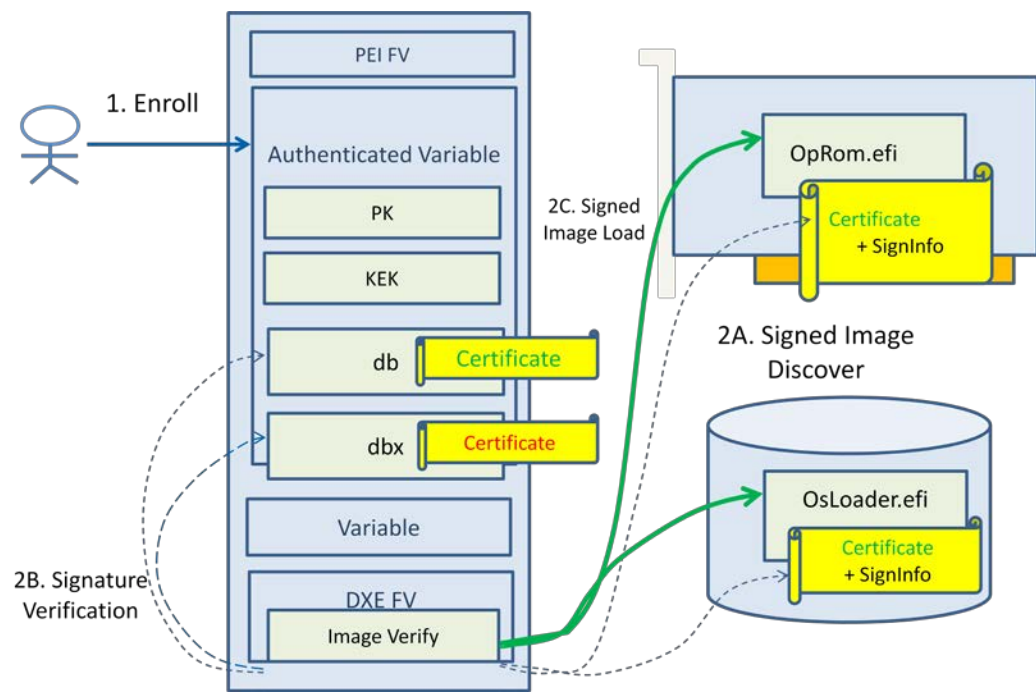 PEI FV
1. Enroll
Authenticated Variable
PK
KEK
db
Certificate
dbx
Certificate
Variable
2B. Signature
Verification
DXE FV
Image Verify
2C. Signed
Image Load
OpRom.efi
Certificate
+ SignInfo
2A. Signed Image
Discover
OsLoader.efi
Certificate
+ SignInfo